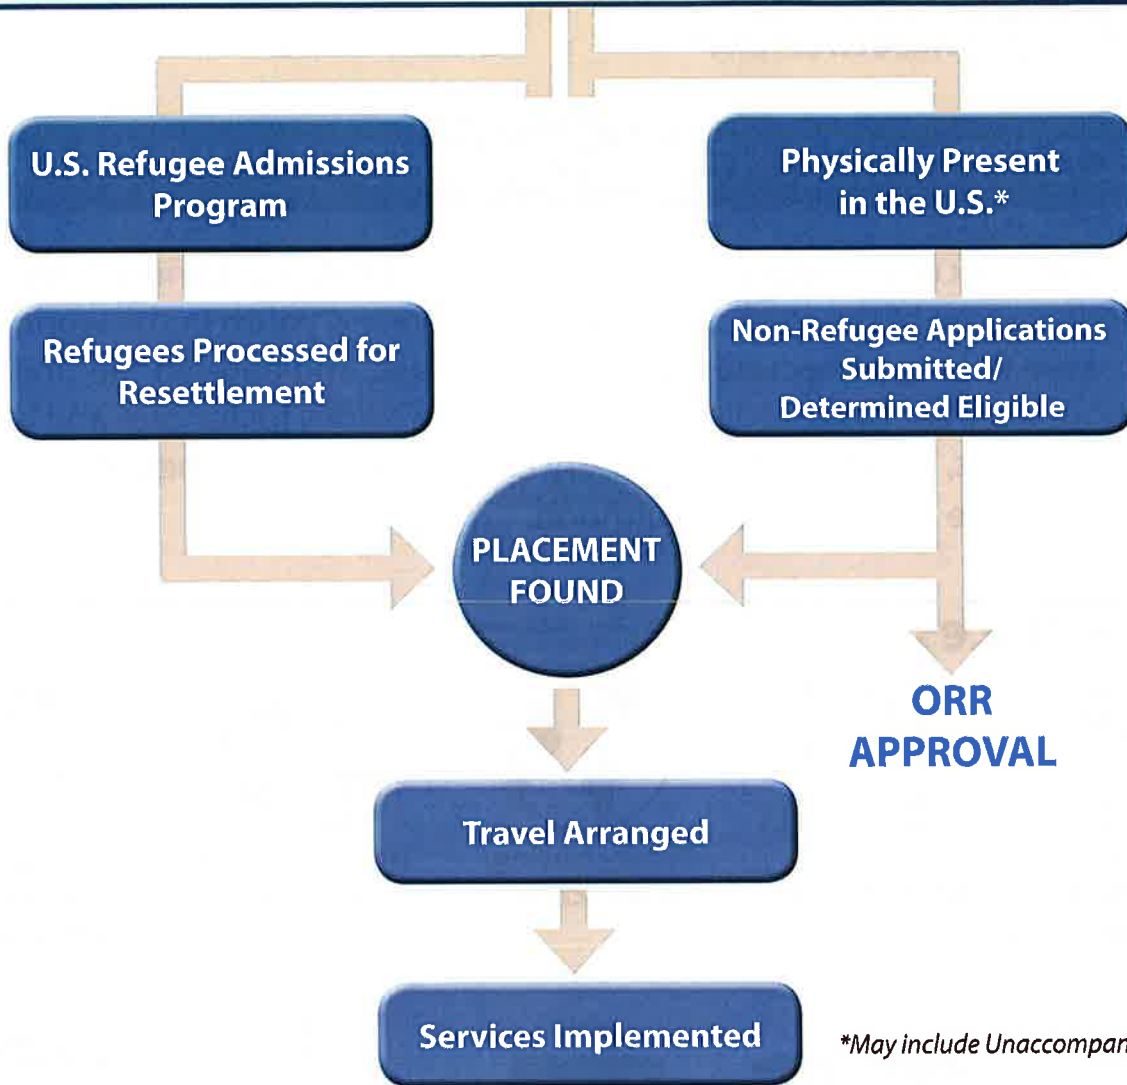 U.S. Refugee Admissions
Program
Physically Present
in the U.S.*
Refugees Processed for
Resettlement
Non-Refugee Applications
Submitted/
Determined Eligible
PLACEMENT
FOUND
ORR
APPROVAL
Travel Arranged
Services Implemented
*May include